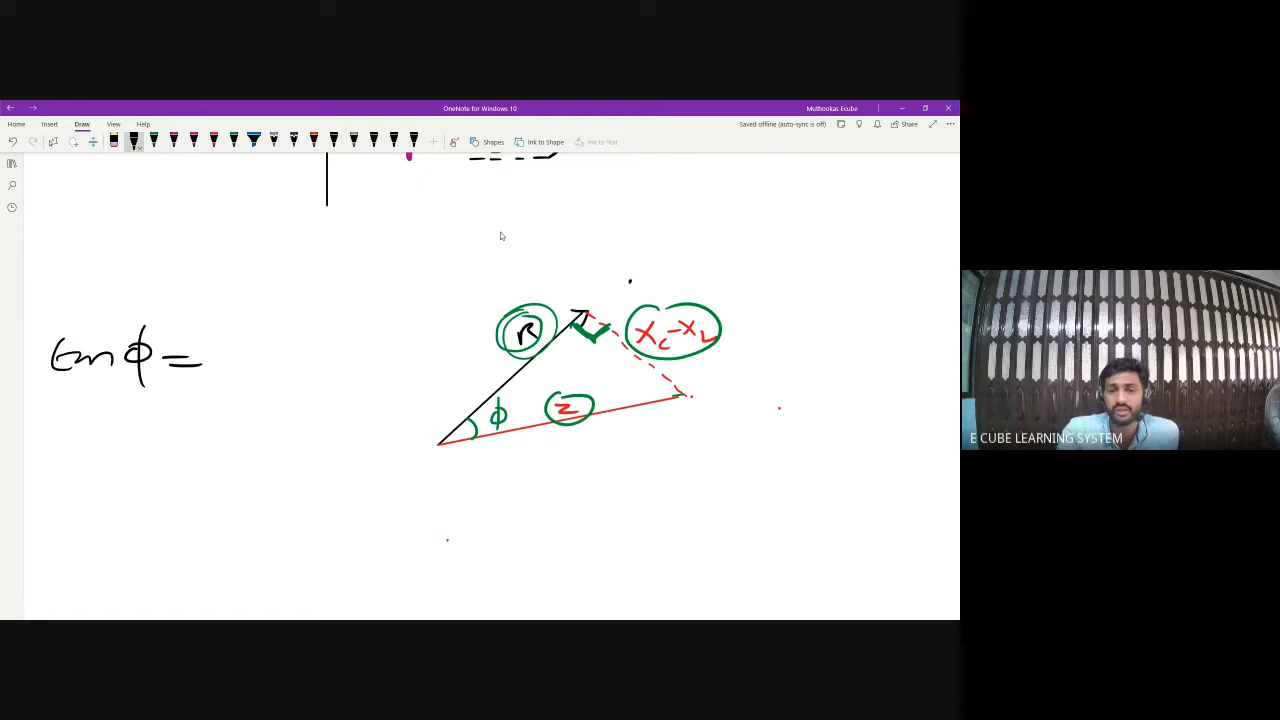 OneNote for Windows 10
Muthookas Ecube
Home Insert Draw View Help
Saved offline (auto-sync is off)
Share
Shapes
Ink to Shape
Ink to Text
R
Xc-XL
tanϕ=
ϕ
z
E CUBE LEARNING SYSTEM